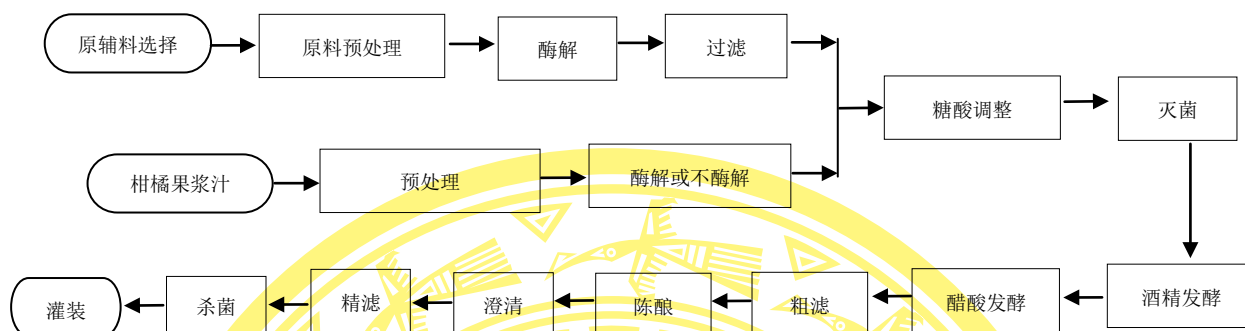 原辅料选择
原料预处理
酶解
过滤
柑橘果浆汁
预处理
酶解或不酶解
糖酸调整
灭菌
酒精发酵
醋酸发酵
粗滤
陈酿
澄清
精滤
杀菌
灌装